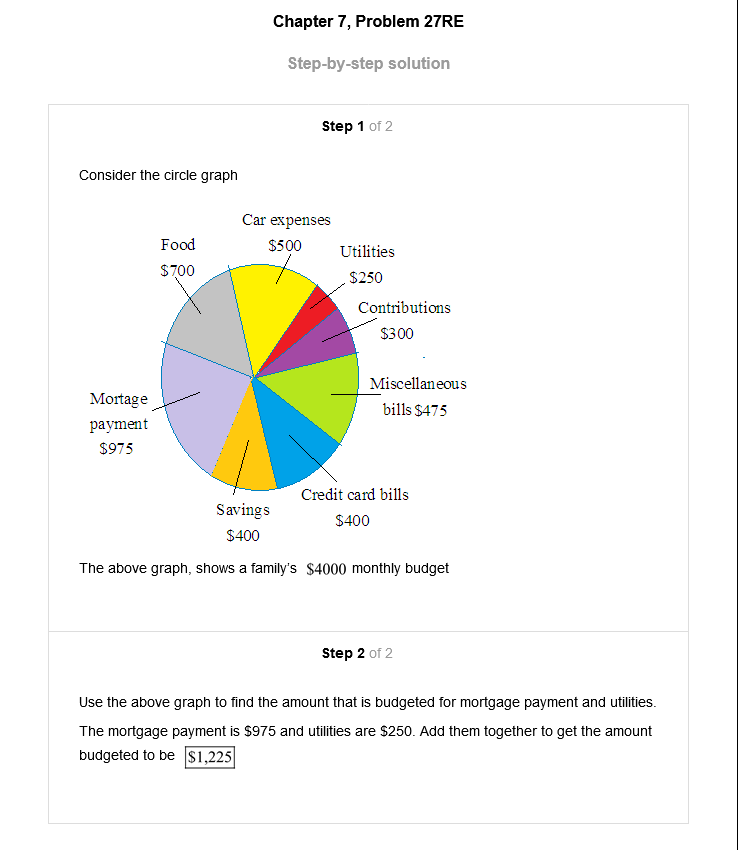 Chapter 7, Problem 27RE
Step-by-step solution
Step 1 of 2
Consider the circle graph
Car expenses
$500
Food
$700
Utilities
$250
Contributions
$300
Miscellaneous
bills $475
Mortage
payment
$975
Credit card bills
$400
Savings
$400
The above graph, shows a family's $4000 monthly budget
Step 2 of 2
Use the above graph to find the amount that is budgeted for mortgage payment and utilities.
The mortgage payment is $975 and utilities are $250. Add them together to get the amount
budgeted to be $1,225